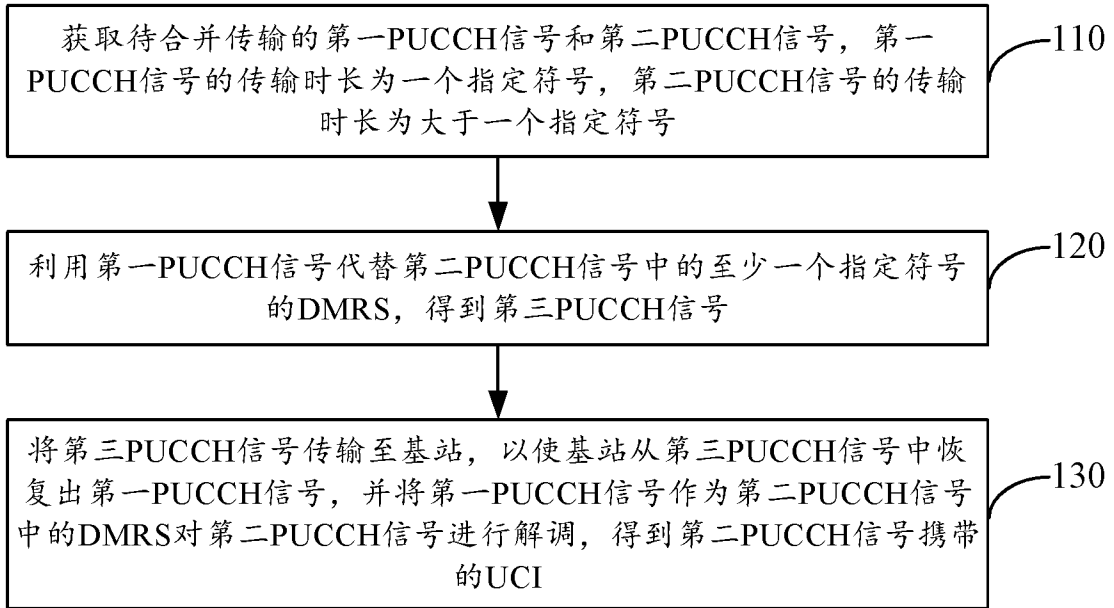 获取待合并传输的第一PUCCH信号和第二PUCCH信号，第一
PUCCH信号的传输时长为一个指定符号，第二PUCCH信号的传输
时长为大于一个指定符号
110
利用第一PUCCH信号代替第二PUCCH信号中的至少一个指定符号
的DMRS，得到第三PUCCH信号
120
将第三PUCCH信号传输至基站，以使基站从第三PUCCH信号中恢
复出第一PUCCH信号，并将第一PUCCH信号作为第二PUCCH信号
中的DMRS对第二PUCCH信号进行解调，得到第二PUCCH信号携带
的UCI
130